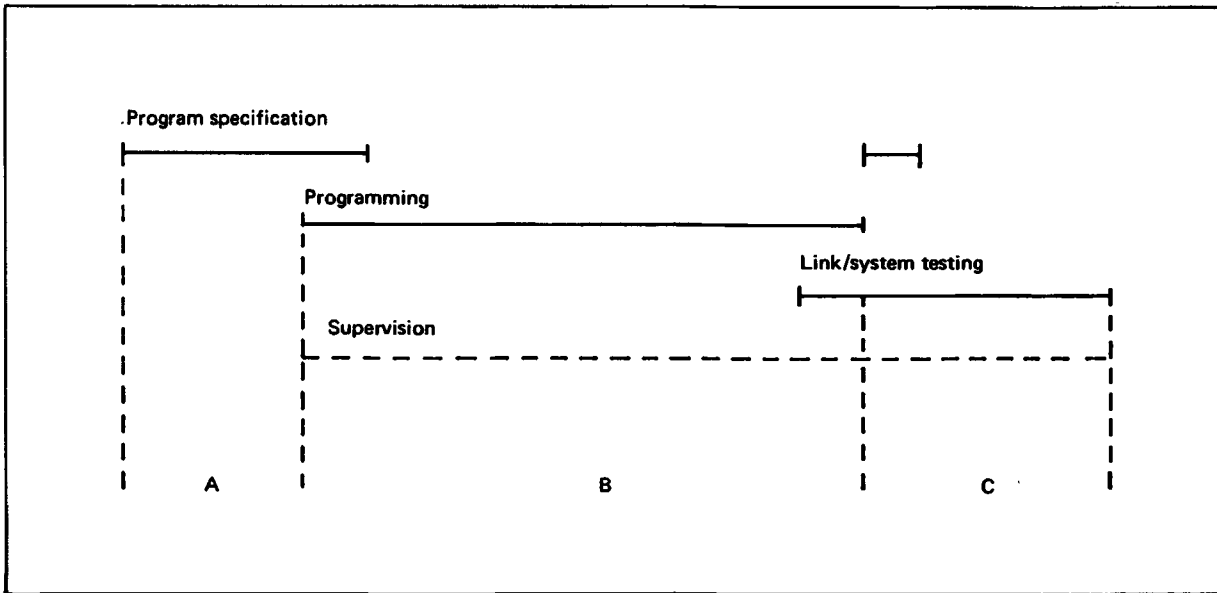 Program specification
Programming
Link/system testing
Supervision
A B C